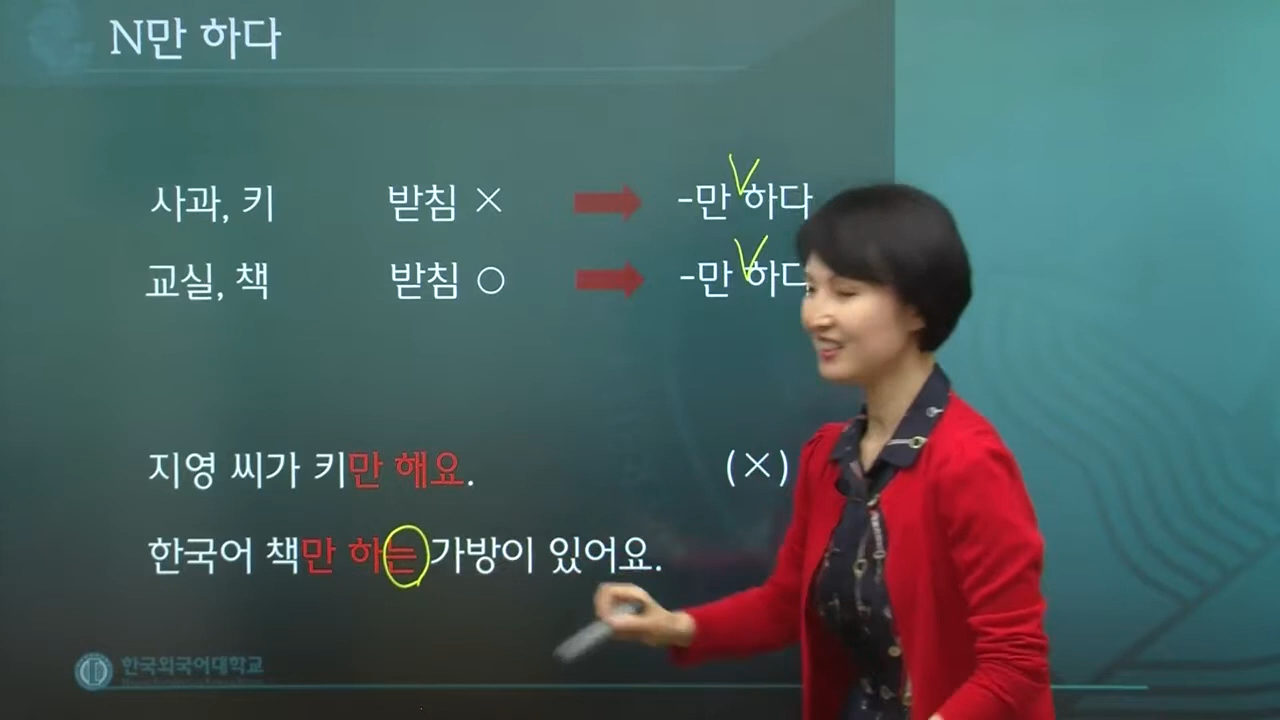 N만 하다
사과, 키 받침 × -만 하다
교실, 책 받침 ○ -만 하다
지영 씨가 키만 해요. (×)
한국어 책만 하는 가방이 있어요.
한국외국어대학교